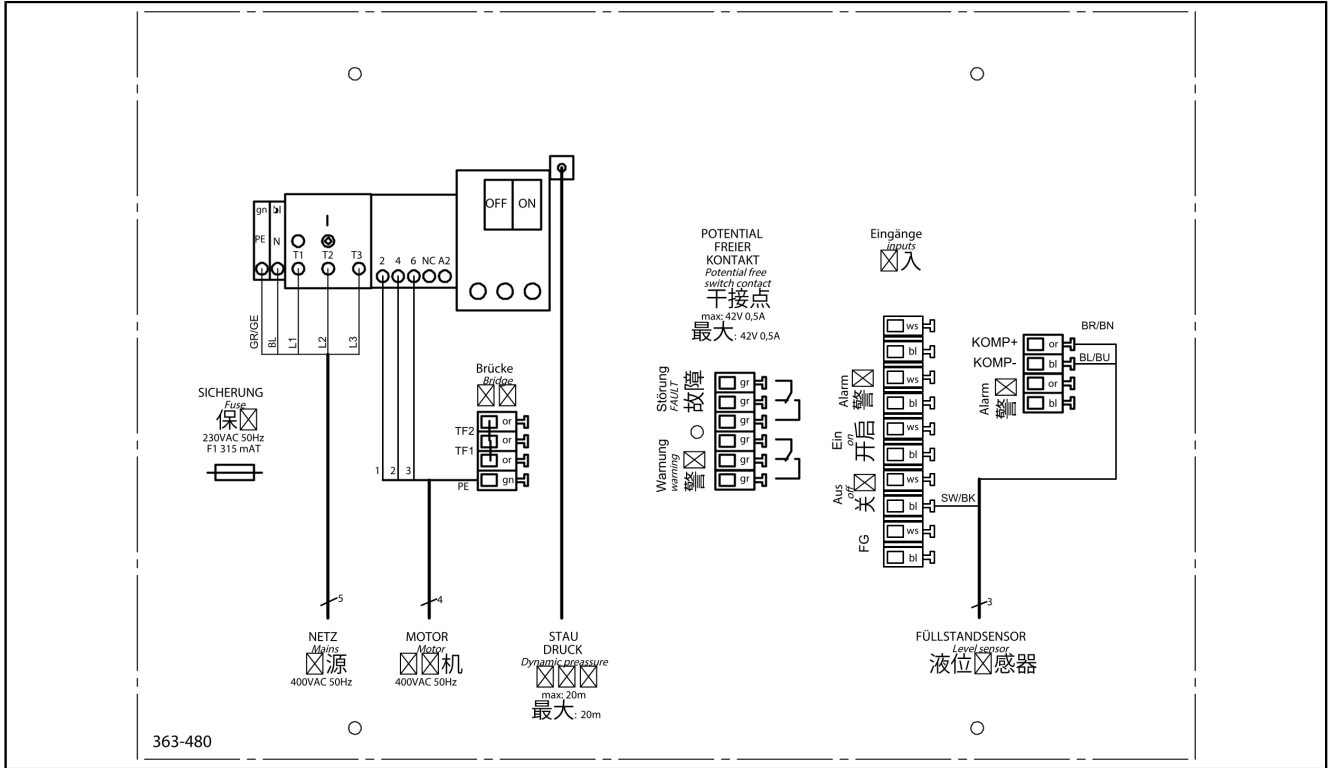 OFF ON
gn bl
PE N
T1 T2 T3
2 4 6 NC A2
GR/GE
BL
L1
L2
L3
SICHERUNG
Fuse
保☒
230VAC 50Hz
F1 315 mAT
Brücke
Bridge
☒☒
TF2
TF1
or
or
or
gn
1 2 3
PE
5
NETZ
Mains
☒源
400VAC 50Hz
4
MOTOR
Motor
☒☒机
400VAC 50Hz
STAU
DRUCK
Dynamic preassure
☒☒☒
max: 20m
最大: 20m
POTENTIAL
FREIER
KONTAKT
Potential free
switch contact
干接点
max: 42V 0,5A
最大: 42V 0,5A
Störung
FAULT
故障
Warnung
warning
警☒
gr
gr
gr
gr
gr
gr
Eingänge
inputs
☒入
ws
bl
Alarm
警☒
ws
bl
Ein
on
开启
ws
bl
Aus
off
关☒
ws
bl
SW/BK
FG
ws
bl
KOMP+
KOMP-
Alarm
警☒
or
bl
or
bl
BR/BN
BL/BU
3
FÜLLSTANDSENSOR
Level sensor
液位☒感器
363-480